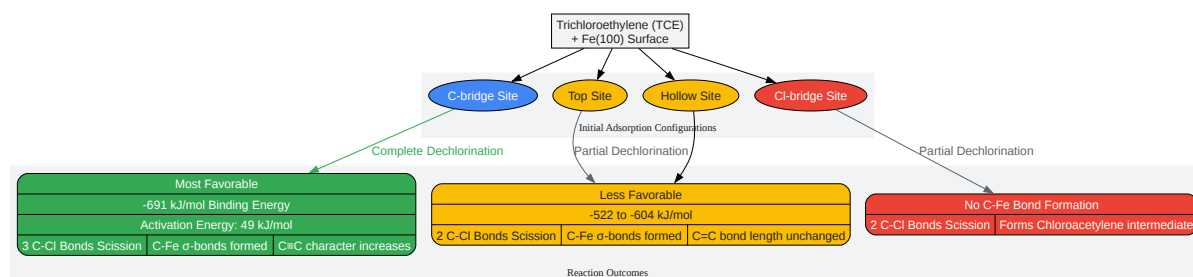 Trichloroethylene (TCE)
+ Fe(100) Surface
C-bridge Site
Top Site
Hollow Site
Cl-bridge Site
Initial Adsorption Configurations
Complete Dechlorination
Partial Dechlorination
Partial Dechlorination
Most Favorable
-691 kJ/mol Binding Energy
Activation Energy: 49 kJ/mol
3 C-Cl Bonds Scission
C-Fe σ-bonds formed
C≡C character increases
Less Favorable
-522 to -604 kJ/mol
2 C-Cl Bonds Scission
C-Fe σ-bonds formed
C=C bond length unchanged
No C-Fe Bond Formation
2 C-Cl Bonds Scission
Forms Chloroacetylene intermediate
Reaction Outcomes